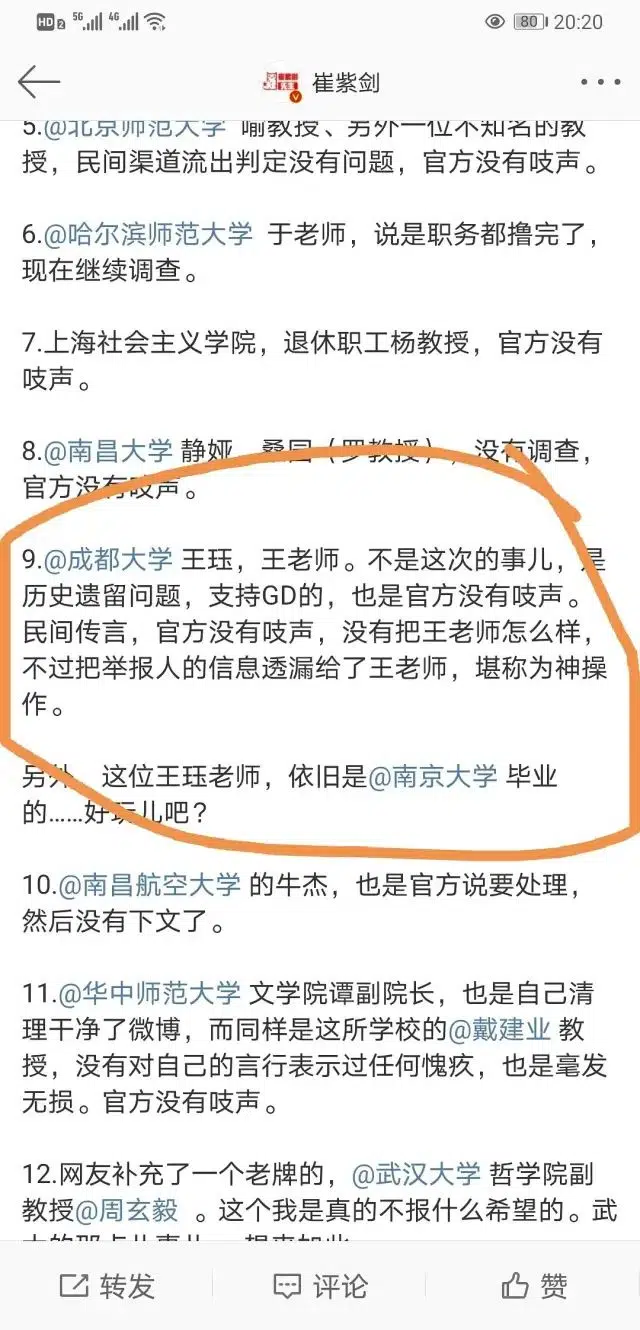 HD 2 5G 4G 80 20:20
崔紫剑
5.@北京师范大学 喻教授、另外一位不知名的教
授，民间渠道流出判定没有问题，官方没有吱声。
6.@哈尔滨师范大学 于老师，说是职务都撸完了，
现在继续调查。
7.上海社会主义学院，退休职工杨教授，官方没有
吱声。
8.@南昌大学 静娅、桑园（罗教授），没有调查，
官方没有吱声。
9.@成都大学 王珏，王老师。不是这次的事儿，是
历史遗留问题，支持GD的，也是官方没有吱声。
民间传言，官方没有吱声，没有把王老师怎么样，
不过把举报人的信息透漏给了王老师，堪称为神操
作。
另外，这位王珏老师，依旧是@南京大学 毕业
的……好玩儿吧？
10.@南昌航空大学 的牛杰，也是官方说要处理，
然后没有下文了。
11.@华中师范大学 文学院谭副院长，也是自己清
理干净了微博，而同样是这所学校的@戴建业 教
授，没有对自己的言行表示过任何愧疚，也是毫发
无损。官方没有吱声。
12.网友补充了一个老牌的，@武汉大学 哲学院副
教授@周玄毅 。这个我是真的不报什么希望的。武
转发 评论 赞